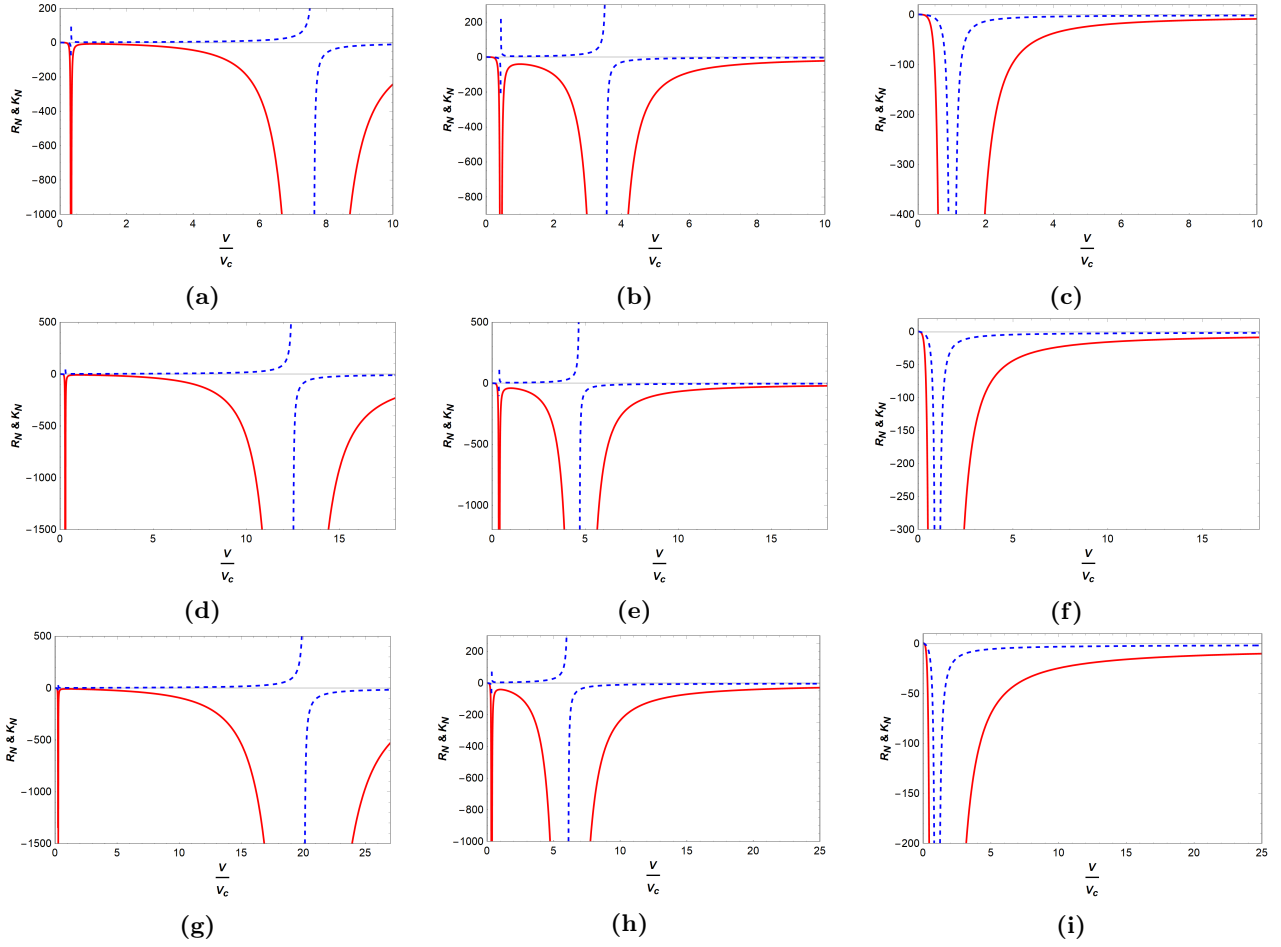 200
0
−200
−400
−600
−800
−1000
R_N & K_N
0 2 4 6 8 10
v
v_c
(a)
200
0
−200
−400
−600
−800
R_N & K_N
0 2 4 6 8 10
v
v_c
(b)
0
−100
−200
−300
−400
R_N & K_N
0 2 4 6 8 10
v
v_c
(c)
500
0
−500
−1000
−1500
R_N & K_N
0 5 10 15
v
v_c
(d)
500
0
−500
−1000
R_N & K_N
0 5 10 15
v
v_c
(e)
0
−50
−100
−150
−200
−250
−300
R_N & K_N
0 5 10 15
v
v_c
(f)
500
0
−500
−1000
−1500
R_N & K_N
0 5 10 15 20 25
v
v_c
(g)
200
0
−200
−400
−600
−800
−1000
R_N & K_N
0 5 10 15 20 25
v
v_c
(h)
0
−50
−100
−150
−200
R_N & K_N
0 5 10 15 20 25
v
v_c
(i)